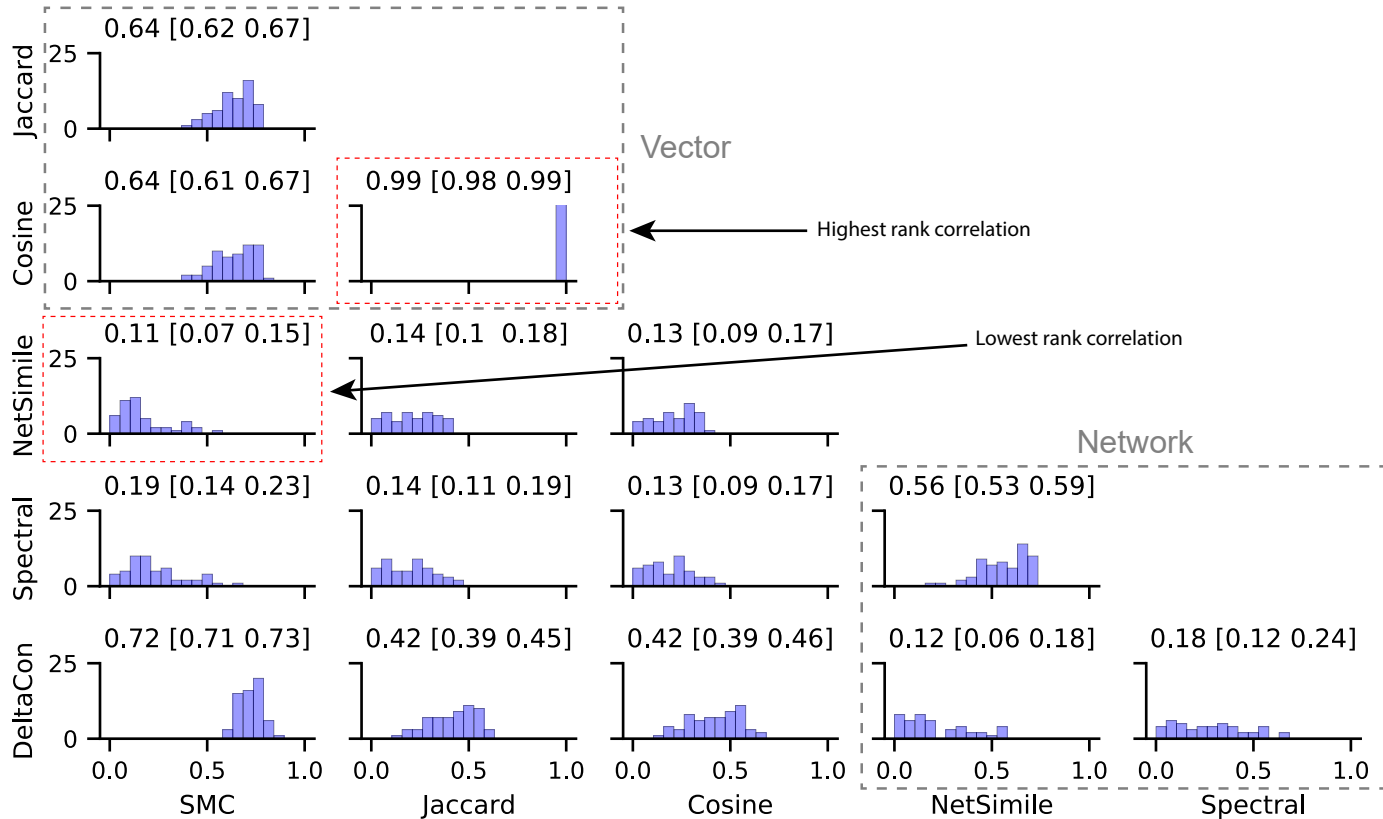 0.64 [0.62 0.67]
Jaccard
25
0
Vector
0.64 [0.61 0.67]
0.99 [0.98 0.99]
Cosine
25
0
Highest rank correlation
0.11 [0.07 0.15]
0.14 [0.1  0.18]
0.13 [0.09 0.17]
Lowest rank correlation
NetSimile
25
0
Network
0.19 [0.14 0.23]
0.14 [0.11 0.19]
0.13 [0.09 0.17]
0.56 [0.53 0.59]
Spectral
25
0
0.72 [0.71 0.73]
0.42 [0.39 0.45]
0.42 [0.39 0.46]
0.12 [0.06 0.18]
0.18 [0.12 0.24]
DeltaCon
25
0
0.0 0.5 1.0
0.0 0.5 1.0
0.0 0.5 1.0
0.0 0.5 1.0
0.0 0.5 1.0
SMC
Jaccard
Cosine
NetSimile
Spectral